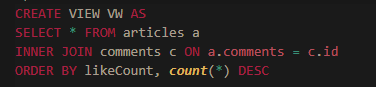 CREATE VIEW VW AS
SELECT * FROM articles a
INNER JOIN comments c ON a.comments = c.id
ORDER BY likeCount, count(*) DESC